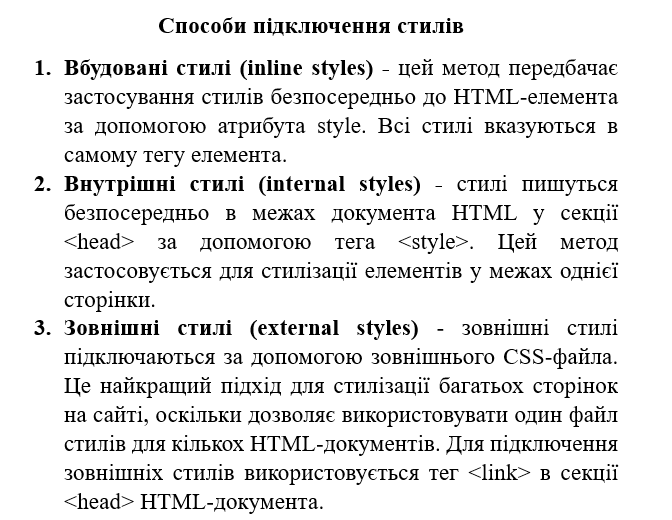 Способи підключення стилів
1. Вбудовані стилі (inline styles) - цей метод передбачає
застосування стилів безпосередньо до HTML-елемента
за допомогою атрибута style. Всі стилі вказуються в
самому тегу елемента.
2. Внутрішні стилі (internal styles) - стилі пишуться
безпосередньо в межах документа HTML у секції
<head> за допомогою тега <style>. Цей метод
застосовується для стилізації елементів у межах однієї
сторінки.
3. Зовнішні стилі (external styles) - зовнішні стилі
підключаються за допомогою зовнішнього CSS-файла.
Це найкращий підхід для стилізації багатьох сторінок
на сайті, оскільки дозволяє використовувати один файл
стилів для кількох HTML-документів. Для підключення
зовнішніх стилів використовується тег <link> в секції
<head> HTML-документа.